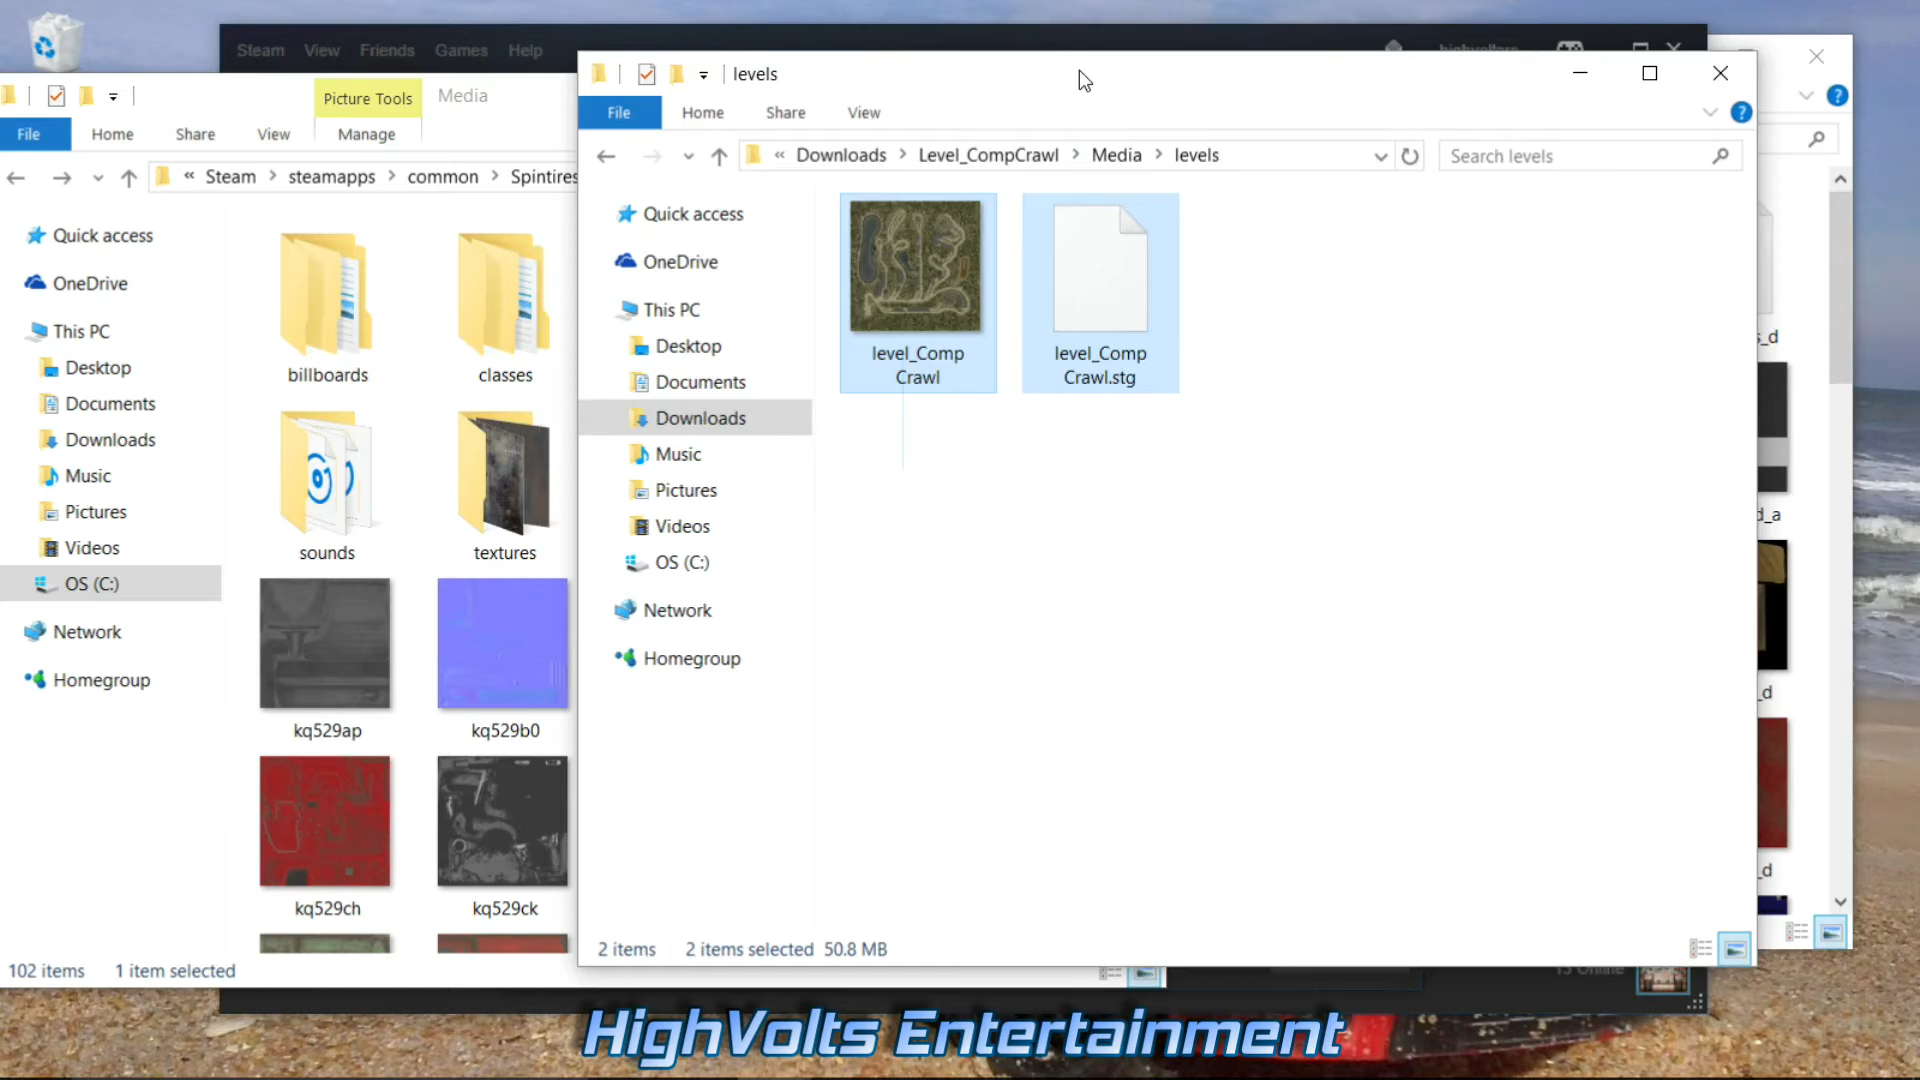 Steam View Friends Games Help
Picture Tools
Media
File Home Share View Manage
« Steam > steamapps > common > Spintires
Quick access
OneDrive
This PC
Desktop
Documents
Downloads
Music
Pictures
Videos
OS (C:)
Network
Homegroup
billboards
classes
sounds
textures
kq529ap
kq529b0
kq529ch
kq529ck
102 items 1 item selected
levels
File Home Share View
« Downloads > Level_CompCrawl > Media > levels
Search levels
Quick access
OneDrive
This PC
Desktop
Documents
Downloads
Music
Pictures
Videos
OS (C:)
Network
Homegroup
level_Comp
Crawl
level_Comp
Crawl.stg
2 items 2 items selected 50.8 MB
s_d
d_a
_d
_d
HighVolts Entertainment